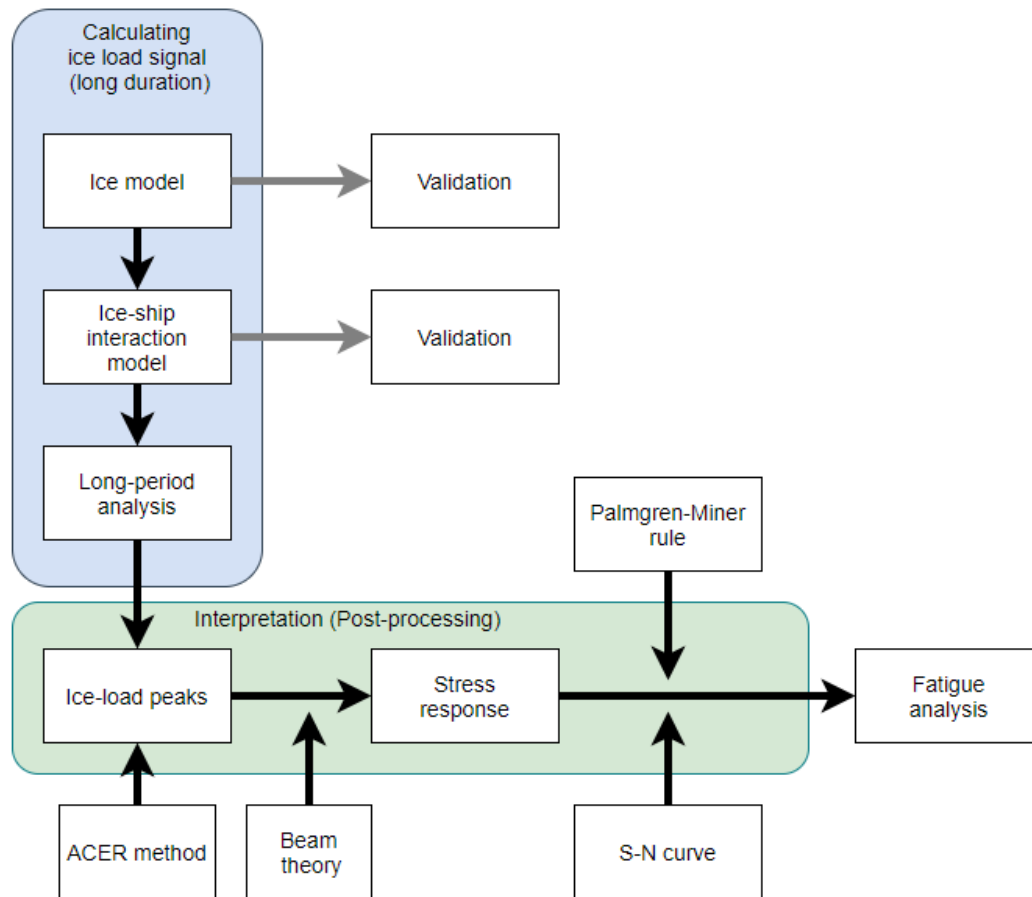 Calculating
ice load signal
(long duration)
Ice model
Validation
Ice-ship
interaction
model
Validation
Long-period
analysis
Palmgren-Miner
rule
Interpretation (Post-processing)
Ice-load peaks
Stress
response
Fatigue
analysis
ACER method
Beam
theory
S-N curve